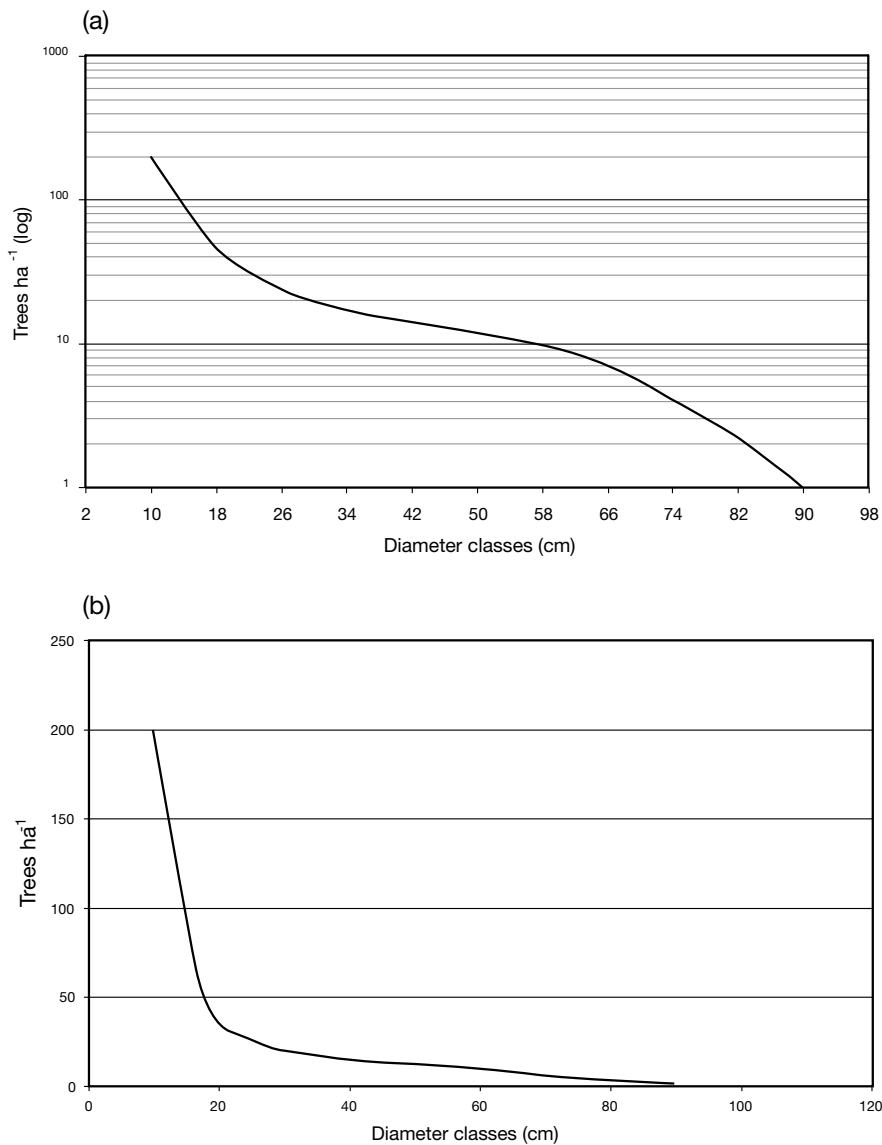 (a)
Trees ha -1 (log)
1000
100
10
1
2 10 18 26 34 42 50 58 66 74 82 90 98
Diameter classes (cm)
(b)
Trees ha-1
250
200
150
100
50
0
0 20 40 60 80 100 120
Diameter classes (cm)